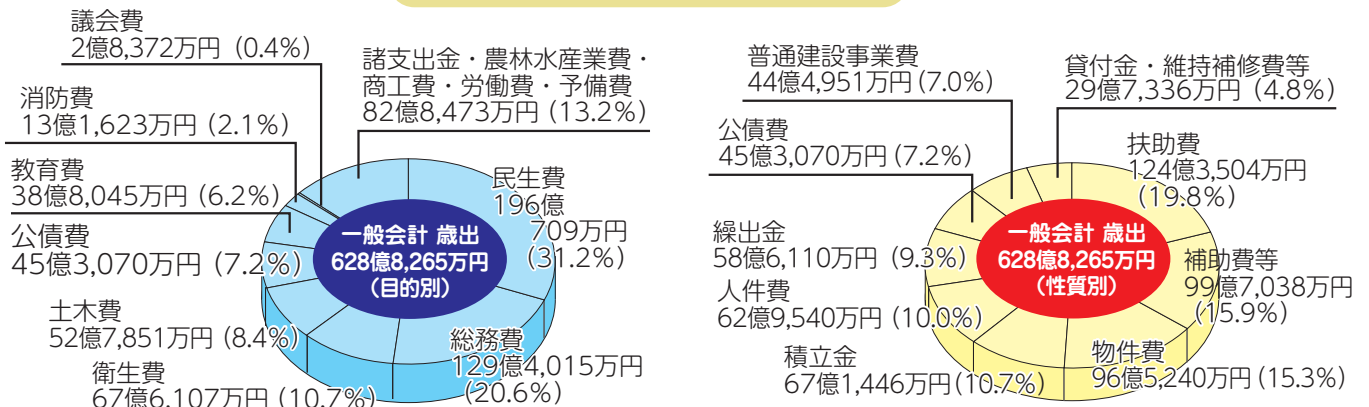 議会費
2億8,372万円 (0.4%)
諸支出金・農林水産業費・
商工費・労働費・予備費
82億8,473万円 (13.2%)
消防費
13億1,623万円 (2.1%)
教育費
38億8,045万円 (6.2%)
公債費
45億3,070万円 (7.2%)
土木費
52億7,851万円 (8.4%)
衛生費
67億6,107万円 (10.7%)
民生費
196億
709万円
(31.2%)
総務費
129億4,015万円
(20.6%)
一般会計 歳出
628億8,265万円
(目的別)
普通建設事業費
44億4,951万円 (7.0%)
貸付金・維持補修費等
29億7,336万円 (4.8%)
公債費
45億3,070万円 (7.2%)
扶助費
124億3,504万円
(19.8%)
繰出金
58億6,110万円 (9.3%)
人件費
62億9,540万円 (10.0%)
積立金
67億1,446万円(10.7%)
補助費等
99億7,038万円
(15.9%)
物件費
96億5,240万円 (15.3%)
一般会計 歳出
628億8,265万円
(性質別)